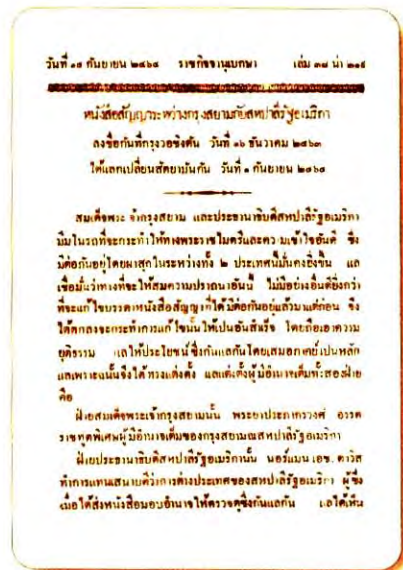 วันที่ ๑๘ กันยายน ๒๔๖๔ ราชกิจจานุเบกษา เล่ม ๓๘ น่า
หนังสือสัญญาระหว่างกรุงสยามกับสหปาลีรัฐอเมริกา
ลงชื่อกันที่กรุงวอชิงตัน วันที่ ๑๖ ธันวาคม ๒๔๖๓
ได้แลกเปลี่ยนสัตยาบันกัน วันที่ ๑ กันยายน ๒๔๖๔
สมเด็จพระเจ้ากรุงสยาม และประธานาธิบดีสหปาลีรัฐอเมริกา
มีมโนรถที่จะกระทำให้ทางพระราชไมตรีและความเข้าใจอันดี ซึ่ง
มีต่อกันอยู่โดยผาสุกในระหว่างทั้ง ๒ ประเทศนี้มั่นคงยิ่งขึ้น แล
เชื่อมั่นว่าทางที่จะให้สมความปรารถนาอันนี้ ไม่มีอย่างอื่นดียิ่งกว่า
ที่จะแก้ไขบรรดาหนังสือสัญญาที่ได้มีต่อกันอยู่แล้วมาแต่ก่อน จึง
ได้ตกลงจะกระทำการแก้ไขนั้นให้เป็นอันสำเร็จ โดยถือเอาความ
ยุติธรรม แลให้ประโยชน์ซึ่งกันแลกันโดยเสมอภาคย์เป็นหลัก
แลเพราะฉนั้นจึงได้ทรงแต่งตั้ง แลแต่งตั้งผู้มีอำนาจเต็มทั้งสองฝ่าย
คือ
ฝ่ายสมเด็จพระเจ้ากรุงสยามนั้น พระยาประภากรวงศ์ อรรค
ราชทูตพิเศษผู้มีอำนาจเต็มของกรุงสยามณสหปาลีรัฐอเมริกา
ฝ่ายประธานาธิบดีสหปาลีรัฐอเมริกานั้น นอร์แมน เอช. ดาวิส
ทำการแทนเสนาบดีว่าการต่างประเทศของสหปาลีรัฐอเมริกา ผู้ซึ่ง
เมื่อได้ส่งหนังสือมอบอำนาจให้ตรวจดูซึ่งกันแลกัน แลได้เห็น